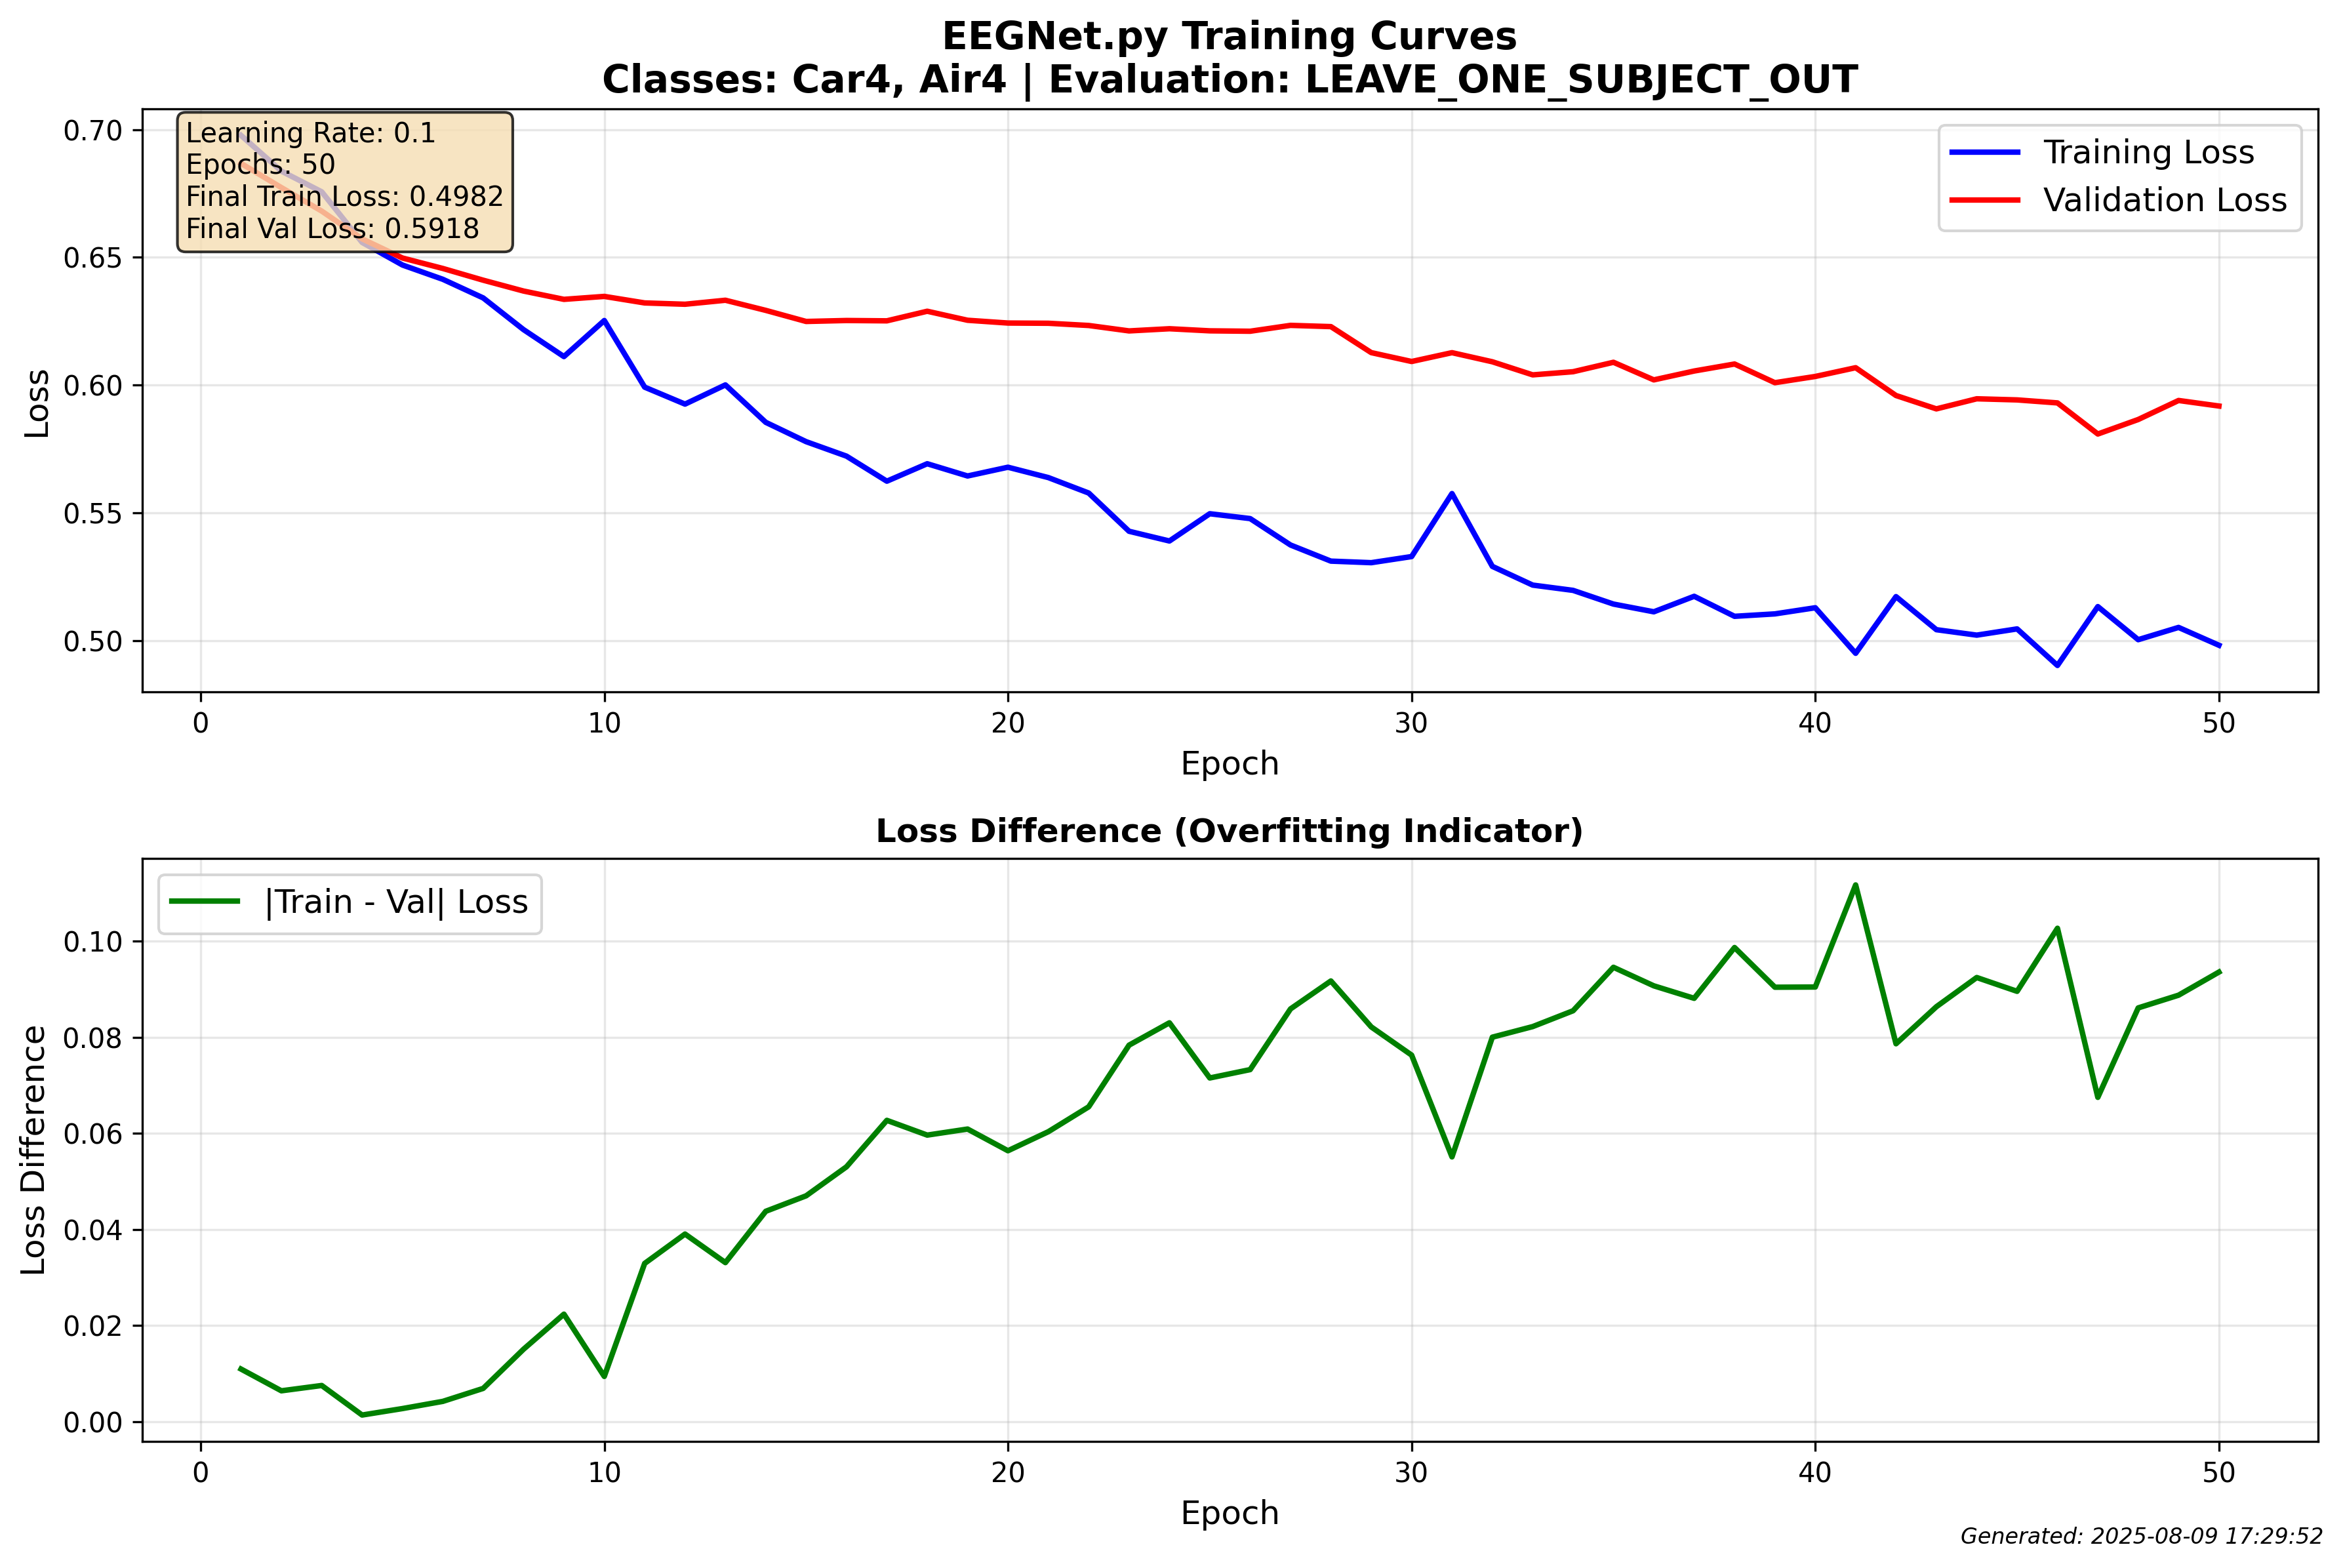 EEGNet.py Training Curves
Classes: Car4, Air4 | Evaluation: LEAVE_ONE_SUBJECT_OUT
Learning Rate: 0.1
Epochs: 50
Final Train Loss: 0.4982
Final Val Loss: 0.5918
Training Loss
Validation Loss
Loss
0.70
0.65
0.60
0.55
0.50
0 10 20 30 40 50
Epoch
Loss Difference (Overfitting Indicator)
|Train - Val| Loss
Loss Difference
0.10
0.08
0.06
0.04
0.02
0.00
0 10 20 30 40 50
Epoch
Generated: 2025-08-09 17:29:52